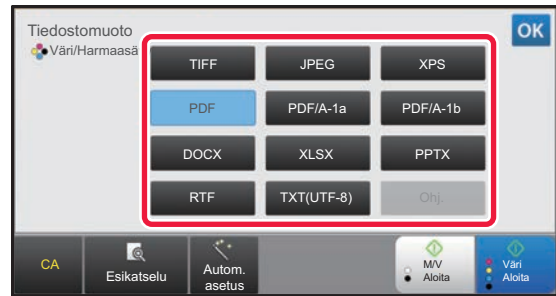 Tiedostomuoto
OK
Väri/Harmaasä
TIFF
JPEG
XPS
PDF
PDF/A-1a
PDF/A-1b
DOCX
XLSX
PPTX
RTF
TXT(UTF-8)
Ohj.
CA
Esikatselu
Autom.
asetus
M/V
Aloita
Väri
Aloita